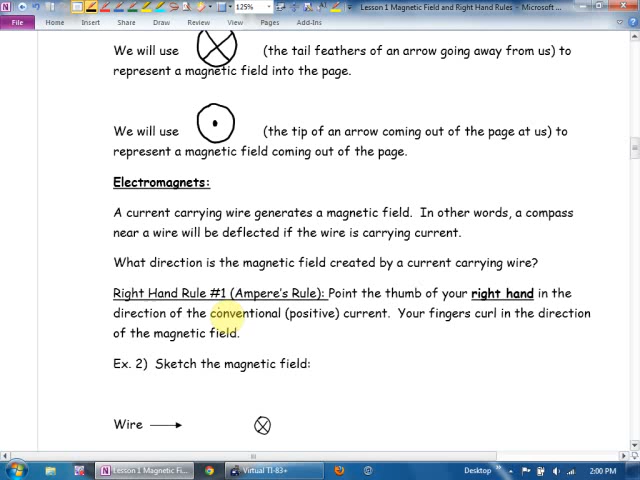 Lesson 1 Magnetic Field and Right Hand Rules - Microsoft
125%
File
Home
Insert
Share
Draw
Review
View
Pages
Add-Ins
We will use (the tail feathers of an arrow going away from us) to
represent a magnetic field into the page.
We will use (the tip of an arrow coming out of the page at us) to
represent a magnetic field coming out of the page.
Electromagnets:
A current carrying wire generates a magnetic field. In other words, a compass
near a wire will be deflected if the wire is carrying current.
What direction is the magnetic field created by a current carrying wire?
Right Hand Rule #1 (Ampere's Rule): Point the thumb of your right hand in the
direction of the conventional (positive) current. Your fingers curl in the direction
of the magnetic field.
Ex. 2) Sketch the magnetic field:
Wire
Lesson 1 Magnetic Fi...
Virtual TI-83+
Desktop
2:00 PM